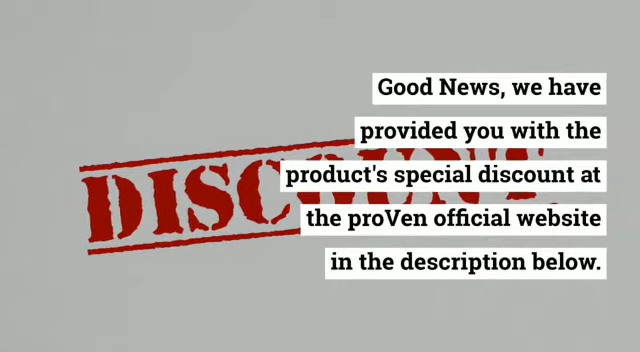 Good News, we have
provided you with the
product's special discount at
the proVen official website
in the description below.
DISCOUNT